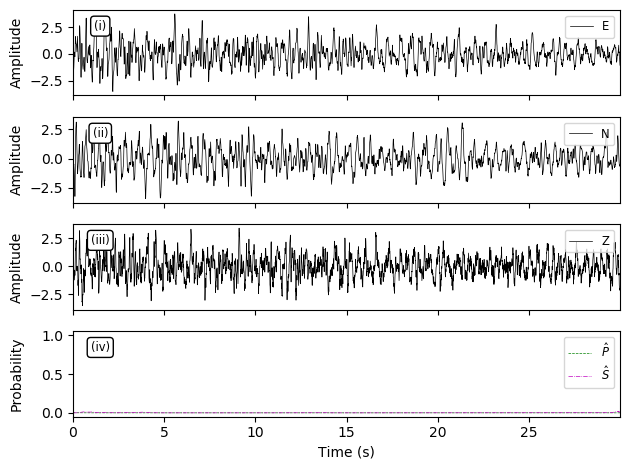 (i)
E
Amplitude
2.5
0.0
−2.5
(ii)
N
Amplitude
2.5
0.0
−2.5
(iii)
Z
Amplitude
2.5
0.0
−2.5
(iv)
P̂
Ŝ
Probability
1.0
0.5
0.0
0 5 10 15 20 25
Time (s)